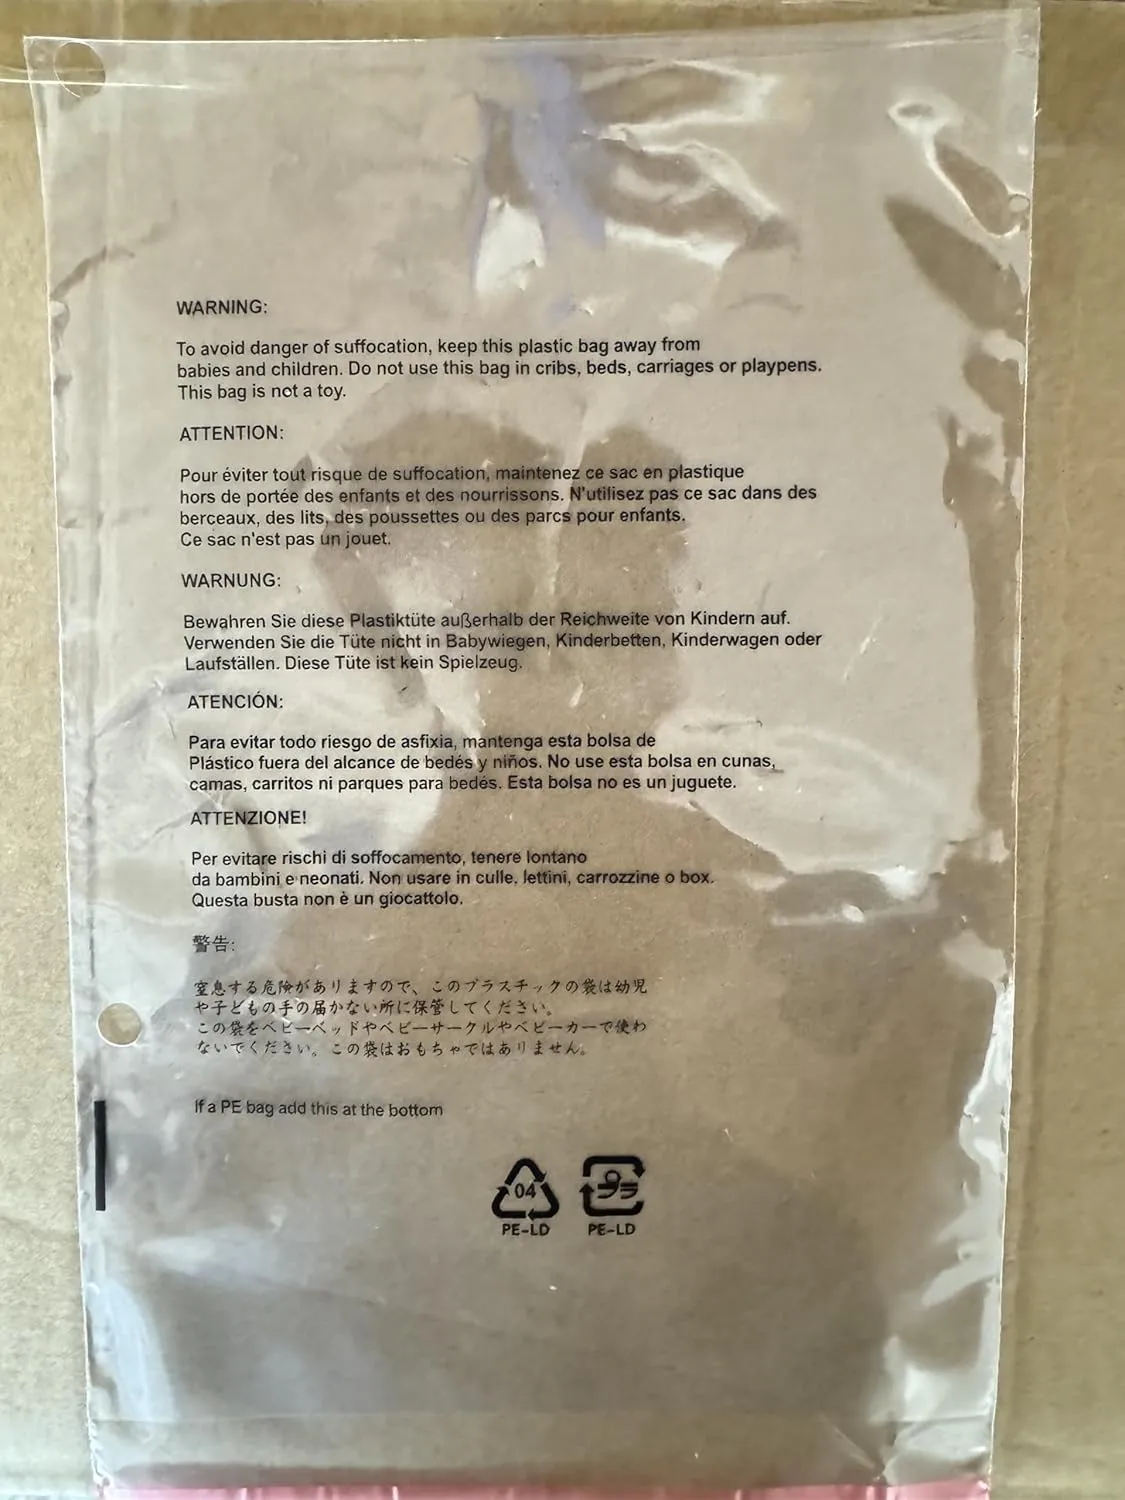 WARNING:
To avoid danger of suffocation, keep this plastic bag away from
babies and children. Do not use this bag in cribs, beds, carriages or playpens.
This bag is not a toy.
ATTENTION:
Pour éviter tout risque de suffocation, maintenez ce sac en plastique
hors de portée des enfants et des nourrissons. N'utilisez pas ce sac dans des
berceaux, des lits, des poussettes ou des parcs pour enfants.
Ce sac n'est pas un jouet.
WARNUNG:
Bewahren Sie diese Plastiktüte außerhalb der Reichweite von Kindern auf.
Verwenden Sie die Tüte nicht in Babywiegen, Kinderbetten, Kinderwagen oder
Laufställen. Diese Tüte ist kein Spielzeug.
ATENCIÓN:
Para evitar todo riesgo de asfixia, mantenga esta bolsa de
Plástico fuera del alcance de bedés y niños. No use esta bolsa en cunas,
camas, carritos ni parques para bedés. Esta bolsa no es un juguete.
ATTENZIONE!
Per evitare rischi di soffocamento, tenere lontano
da bambini e neonati. Non usare in culle, lettini, carrozzine o box.
Questa busta non è un giocattolo.
警告:
窒息する危険がありますので、このプラスチックの袋は幼児
や子どもの手の届かない所に保管してください。
この袋をベビーベッドやベビーサークルやベビーカーで使わ
ないでください。この袋はおもちゃではありません。
If a PE bag add this at the bottom
04 プラ
PE-LD PE-LD